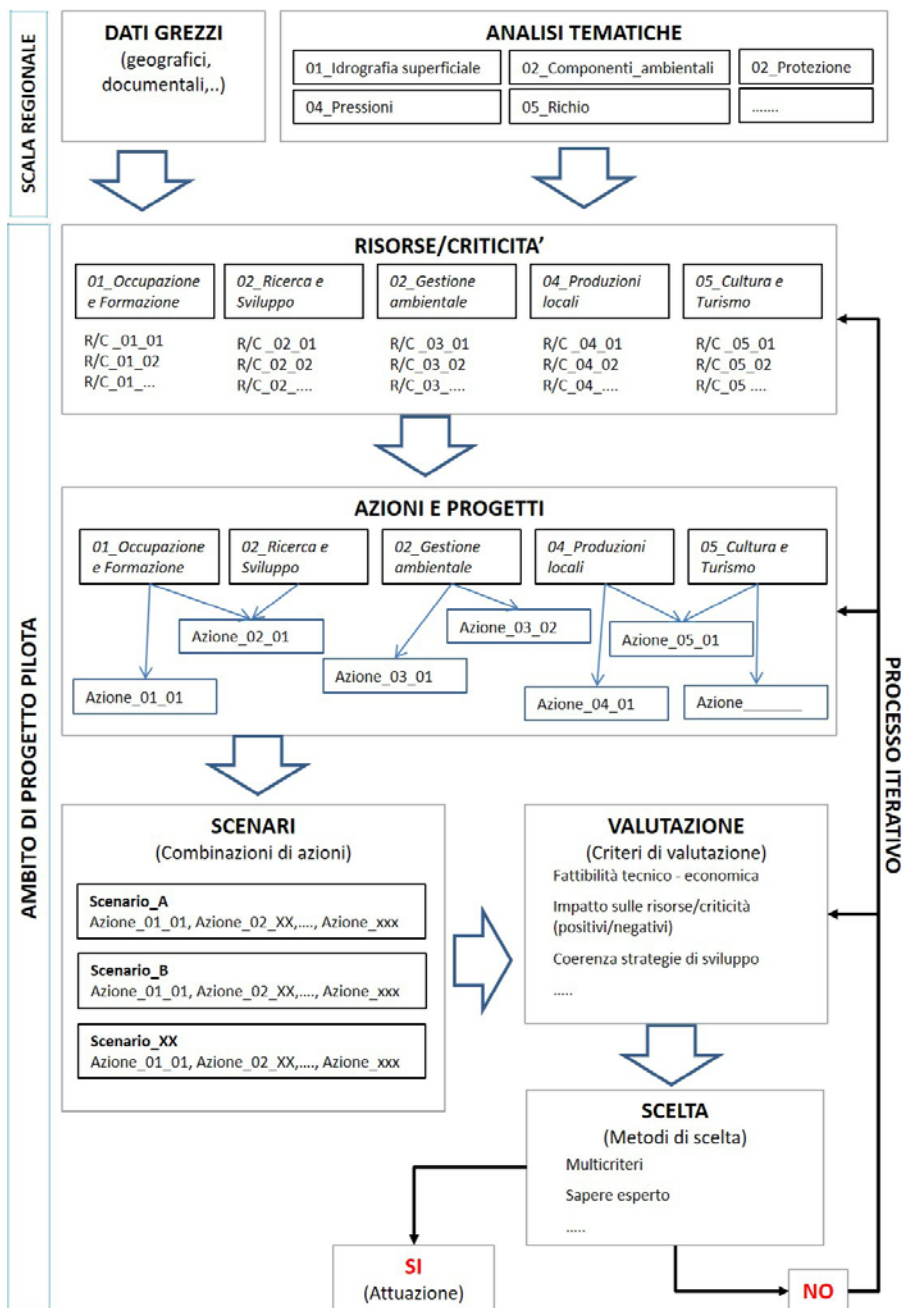 SCALA REGIONALE
DATI GREZZI
(geografici,
documentali,..)
ANALISI TEMATICHE
01_Idrografia superficiale
02_Componenti_ambientali
02_Protezione
04_Pressioni
05_Richio
.......
AMBITO DI PROGETTO PILOTA
RISORSE/CRITICITA’
01_Occupazione
e Formazione
02_Ricerca e
Sviluppo
02_Gestione
ambientale
04_Produzioni
locali
05_Cultura e
Turismo
R/C _01_01
R/C_01_02
R/C_01_...
R/C _02_01
R/C_02_02
R/C_02_....
R/C _03_01
R/C_03_02
R/C_03_....
R/C _04_01
R/C_04_02
R/C_04_....
R/C _05_01
R/C_05_02
R/C_05 ....
AZIONI E PROGETTI
01_Occupazione
e Formazione
02_Ricerca e
Sviluppo
02_Gestione
ambientale
04_Produzioni
locali
05_Cultura e
Turismo
Azione_02_01
Azione_03_02
Azione_05_01
Azione_03_01
Azione_01_01
Azione_04_01
Azione_______
PROCESSO ITERATIVO
SCENARI
(Combinazioni di azioni)
Scenario_A
Azione_01_01, Azione_02_XX,...., Azione_xxx
Scenario_B
Azione_01_01, Azione_02_XX,...., Azione_xxx
Scenario_XX
Azione_01_01, Azione_02_XX,...., Azione_xxx
VALUTAZIONE
(Criteri di valutazione)
Fattibilità tecnico - economica
Impatto sulle risorse/criticità
(positivi/negativi)
Coerenza strategie di sviluppo
.....
SCELTA
(Metodi di scelta)
Multicriteri
Sapere esperto
.....
SI
(Attuazione)
NO